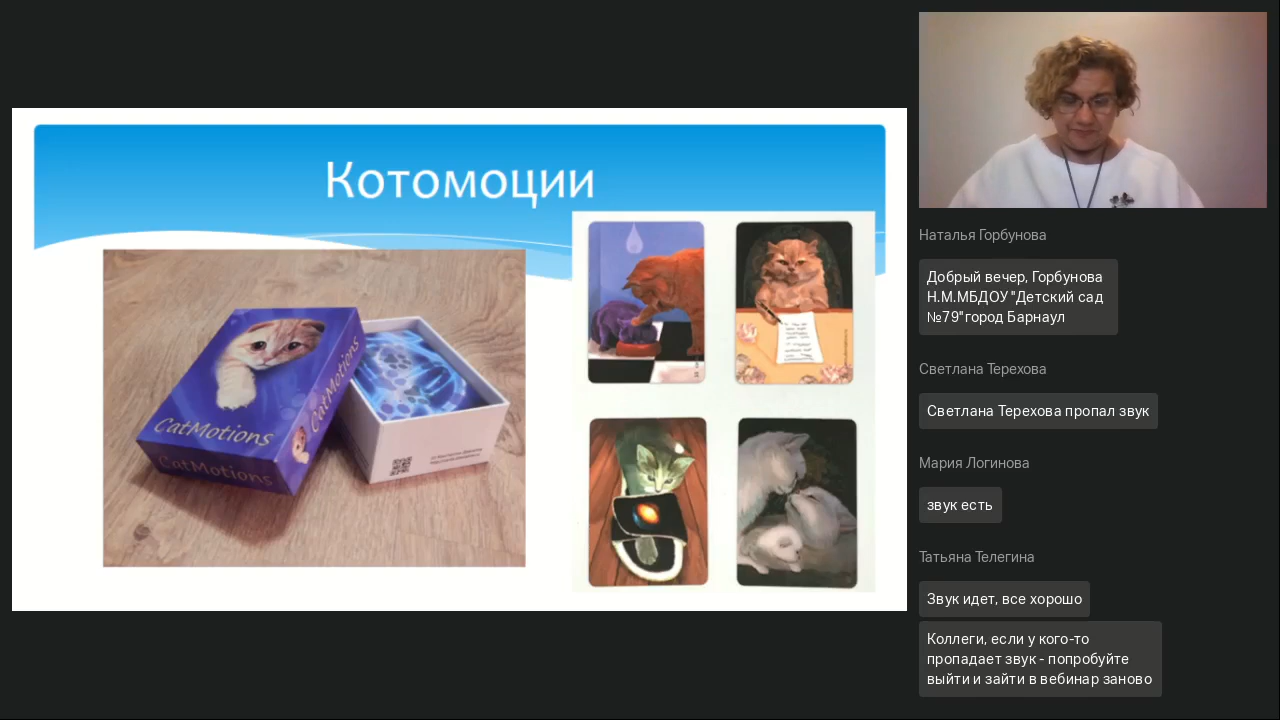 Котомоции
CatMotions
CatMotions
CatMotions
Наталья Горбунова
Добрый вечер, Горбунова
Н.М.МБДОУ "Детский сад
№79"город Барнаул
Светлана Терехова
Светлана Терехова пропал звук
Мария Логинова
звук есть
Татьяна Телегина
Звук идет, все хорошо
Коллеги, если у кого-то
пропадает звук - попробуйте
выйти и зайти в вебинар заново